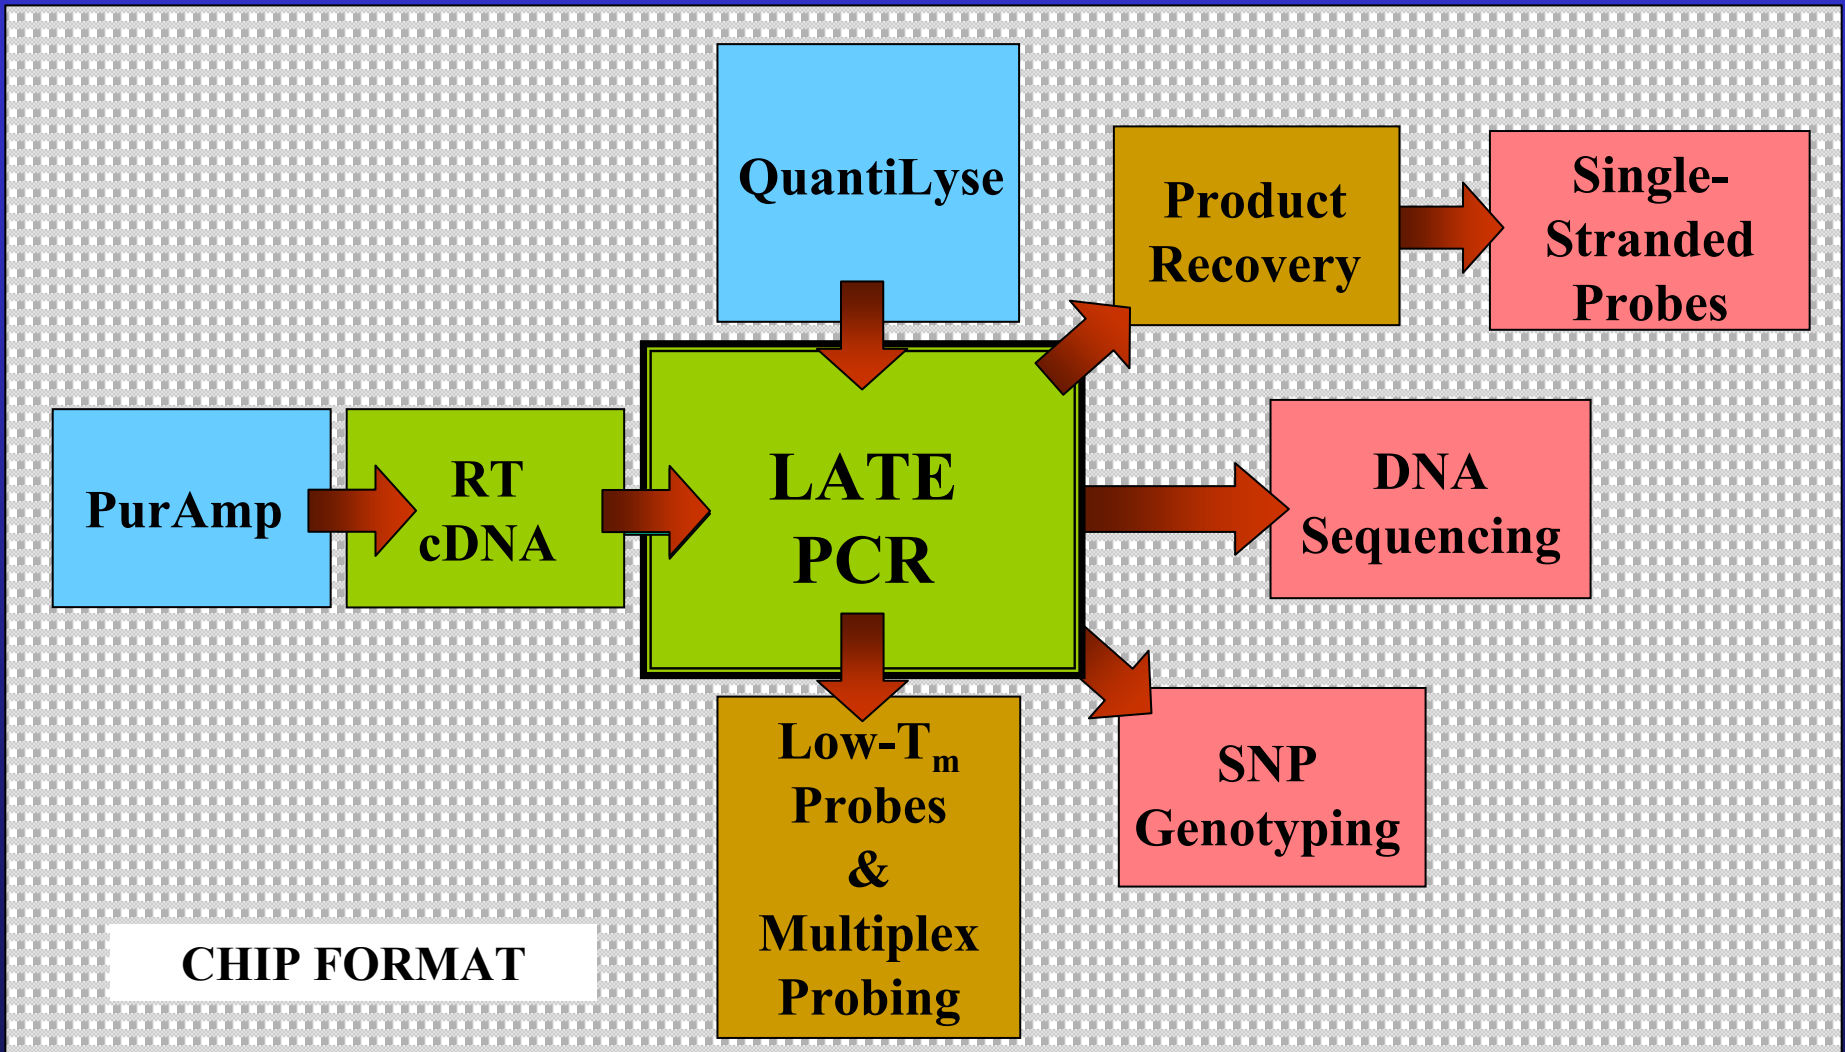 QuantiLyse
Product
Recovery
Single-
Stranded
Probes
PurAmp
RT
cDNA
LATE
PCR
DNA
Sequencing
Low-Tm
Probes
&
Multiplex
Probing
SNP
Genotyping
CHIP FORMAT